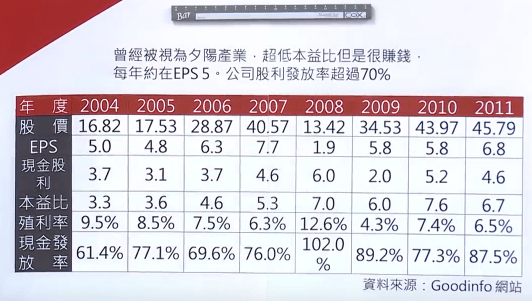 曾經被視為夕陽產業,超低本益比但是很賺錢,
每年約在EPS 5。公司股利發放率超過70%
年 度 2004 2005 2006 2007 2008 2009 2010 2011
股 價 16.82 17.53 28.87 40.57 13.42 34.53 43.97 45.79
EPS 5.0 4.8 6.3 7.7 1.9 5.8 5.8 6.8
現金股利 3.7 3.1 3.7 4.6 6.0 2.0 5.2 4.6
本益比 3.3 3.6 4.6 5.3 7.0 6.0 7.6 6.7
殖利率 9.5% 8.5% 7.5% 6.3% 12.6% 4.3% 7.4% 6.5%
現金發放率 61.4% 77.1% 69.6% 76.0% 102.0% 89.2% 77.3% 87.5%
資料來源:Goodinfo 網站